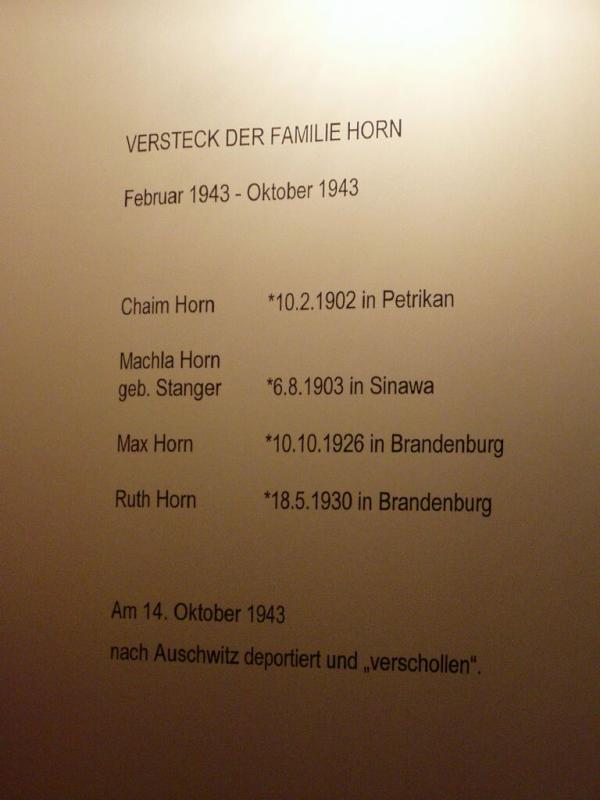 VERSTECK DER FAMILIE HORN
Februar 1943 - Oktober 1943
Chaim Horn *10.2.1902 in Petrikan
Machla Horn
geb. Stanger *6.8.1903 in Sinawa
Max Horn *10.10.1926 in Brandenburg
Ruth Horn *18.5.1930 in Brandenburg
Am 14. Oktober 1943
nach Auschwitz deportiert und „verschollen“.